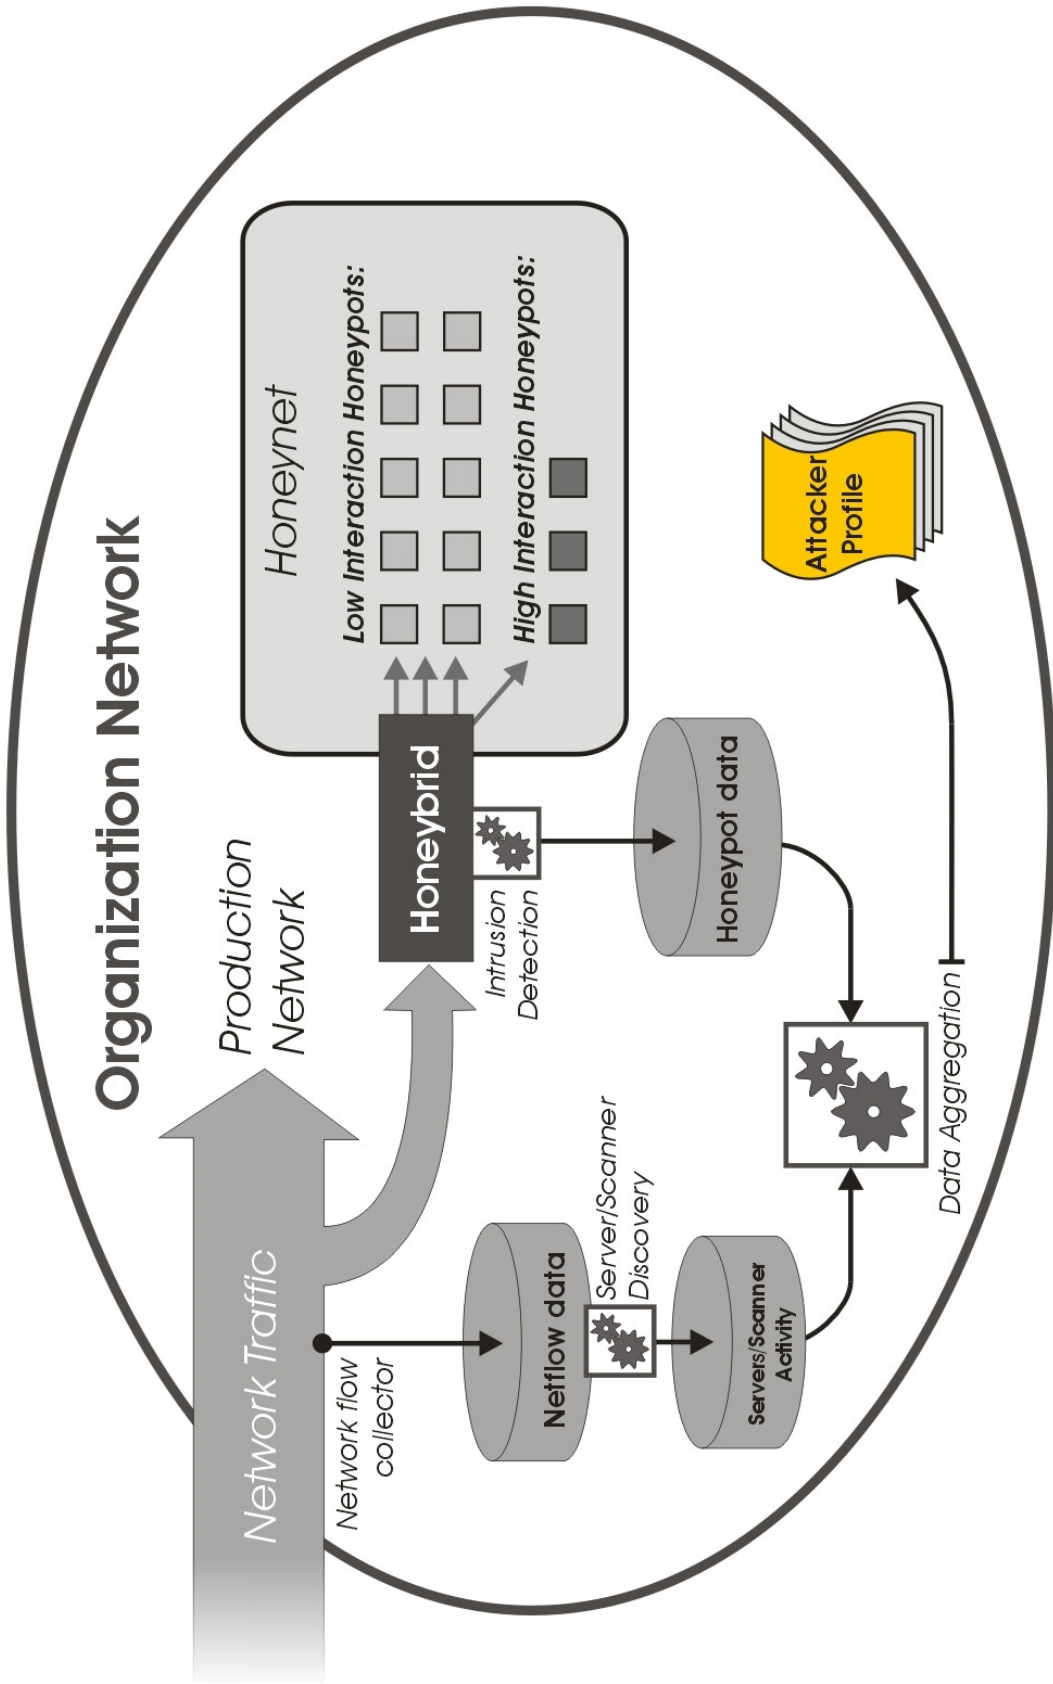 Organization Network
Production
Network
Network Traffic
Network flow
collector
Honeynet
Low Interaction Honeypots:
High Interaction Honeypots:
Honeybrid
Intrusion
Detection
Netflow data
Server/Scanner
Discovery
Servers/Scanner
Activity
Honeypot data
Data Aggregation
Attacker
Profile